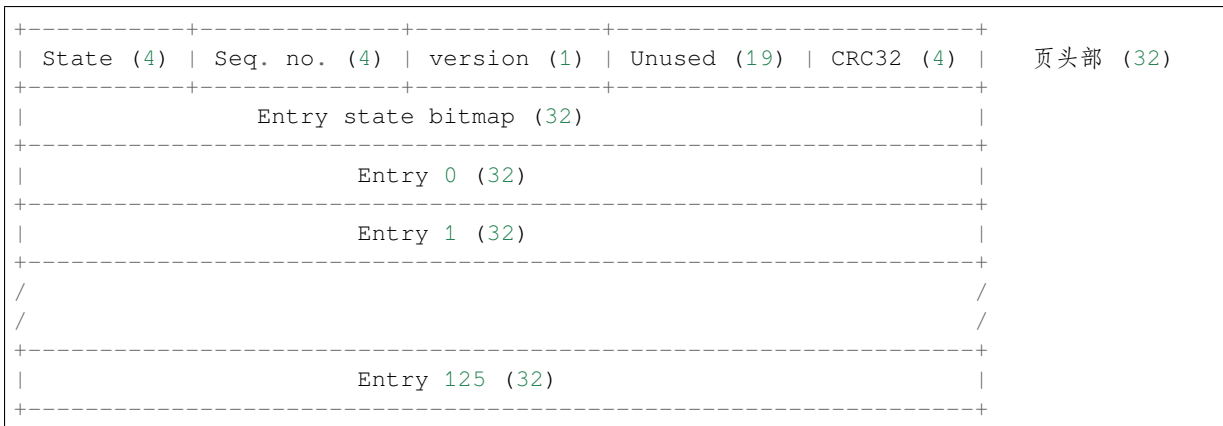 +-----------+--------------+-------------+-------------------------+
| State (4) | Seq. no. (4) | version (1) | Unused (19) | CRC32 (4) | 页头部 (32)
+-----------+--------------+-------------+-------------------------+
| Entry state bitmap (32) |
+------------------------------------------------------------------+
| Entry 0 (32) |
+------------------------------------------------------------------+
| Entry 1 (32) |
+------------------------------------------------------------------+
/ /
/ /
+------------------------------------------------------------------+
| Entry 125 (32) |
+------------------------------------------------------------------+